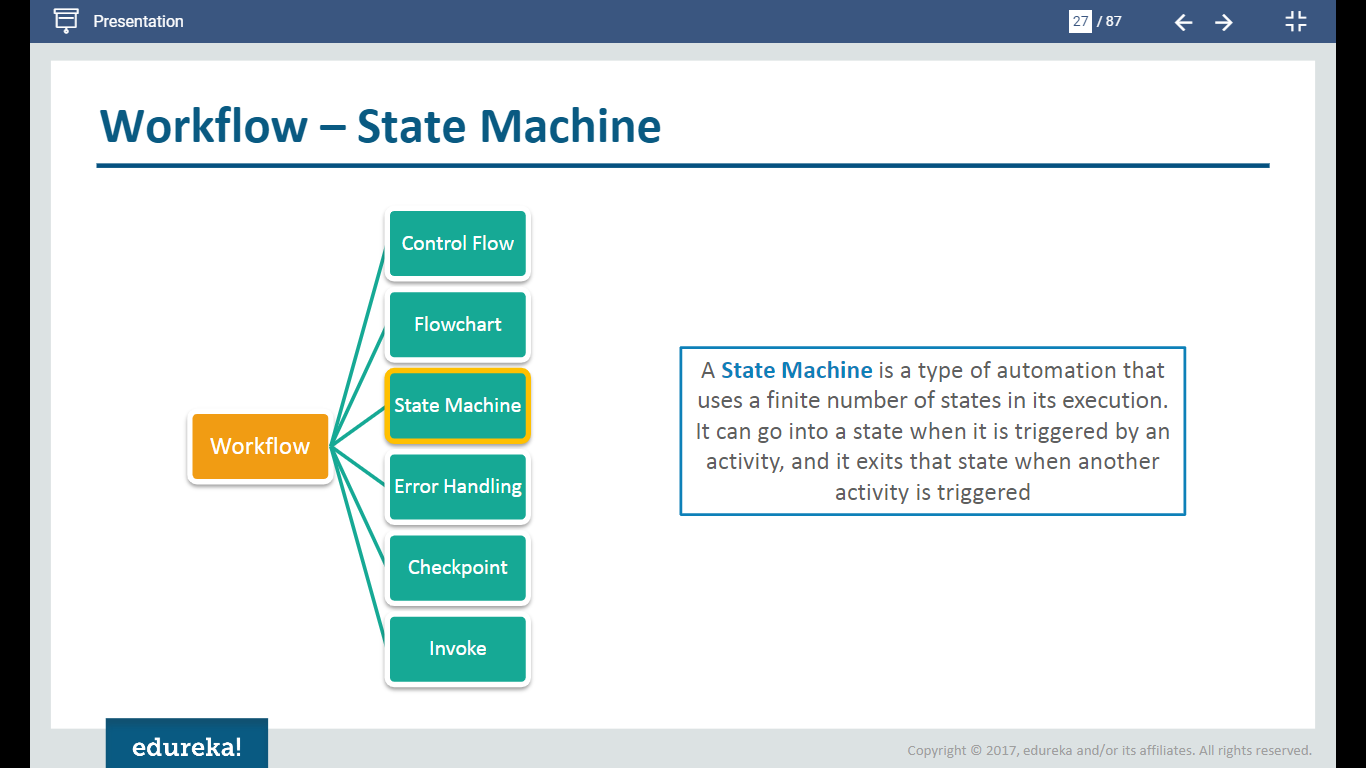 Presentation
27 / 87
Workflow – State Machine
Control Flow
Flowchart
State Machine
Workflow
Error Handling
Checkpoint
Invoke
A State Machine is a type of automation that
uses a finite number of states in its execution.
It can go into a state when it is triggered by an
activity, and it exits that state when another
activity is triggered
edureka!
Copyright © 2017, edureka and/or its affiliates. All rights reserved.